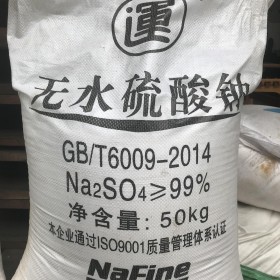 運
无水硫酸钠
GB/T6009-2014
Na₂SO₄≥99%
净含量:50kg
本企业通过ISO9001质量管理体系认证
NaFine